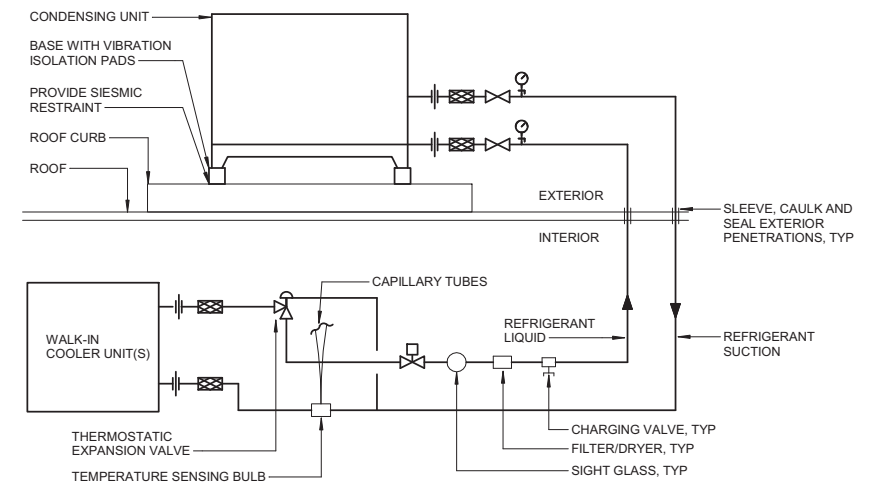 CONDENSING UNIT
BASE WITH VIBRATION
ISOLATION PADS
PROVIDE SIESMIC
RESTRAINT
ROOF CURB
ROOF
EXTERIOR
INTERIOR
SLEEVE, CAULK AND
SEAL EXTERIOR
PENETRATIONS, TYP
CAPILLARY TUBES
WALK-IN
COOLER UNIT(S)
REFRIGERANT
LIQUID
REFRIGERANT
SUCTION
THERMOSTATIC
EXPANSION VALVE
TEMPERATURE SENSING BULB
CHARGING VALVE, TYP
FILTER/DRYER, TYP
SIGHT GLASS, TYP